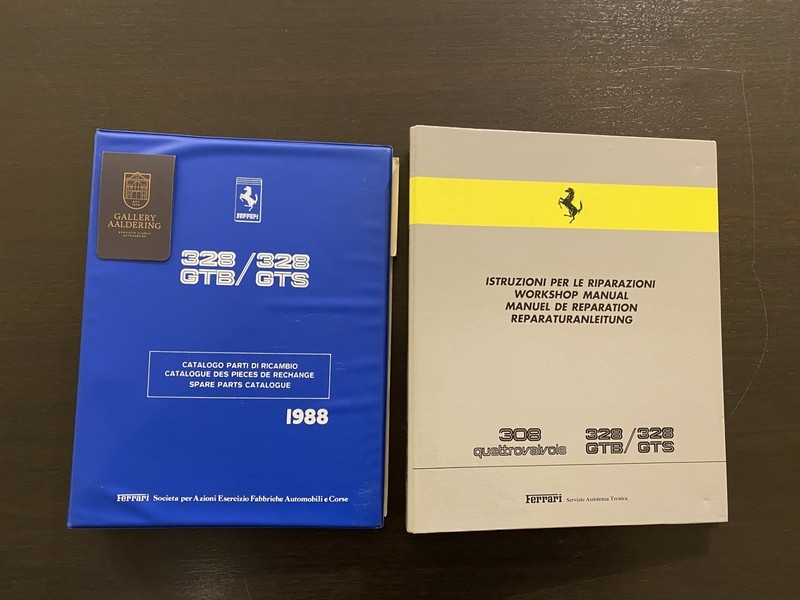 GALLERY
AALDERING
Ferrari
328 / 328
GTB / GTS
CATALOGO PARTI DI RICAMBIO
CATALOGUE DES PIECES DE RECHANGE
SPARE PARTS CATALOGUE
1988
Ferrari Societa per Azioni Esercizio Fabbriche Automobili e Corse
ISTRUZIONI PER LE RIPARAZIONI
WORKSHOP MANUAL
MANUEL DE REPARATION
REPARATURANLEITUNG
308
quattrovalvole
328 / 328
GTB / GTS
Ferrari Servizio Assistenza Tecnica